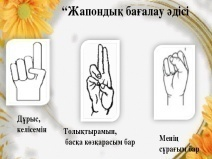 “Жапондық бағалау әдісі
Дұрыс,
келісемін
Толықтырамын,
басқа көзқарасым бар
Менің
сұрағым бар